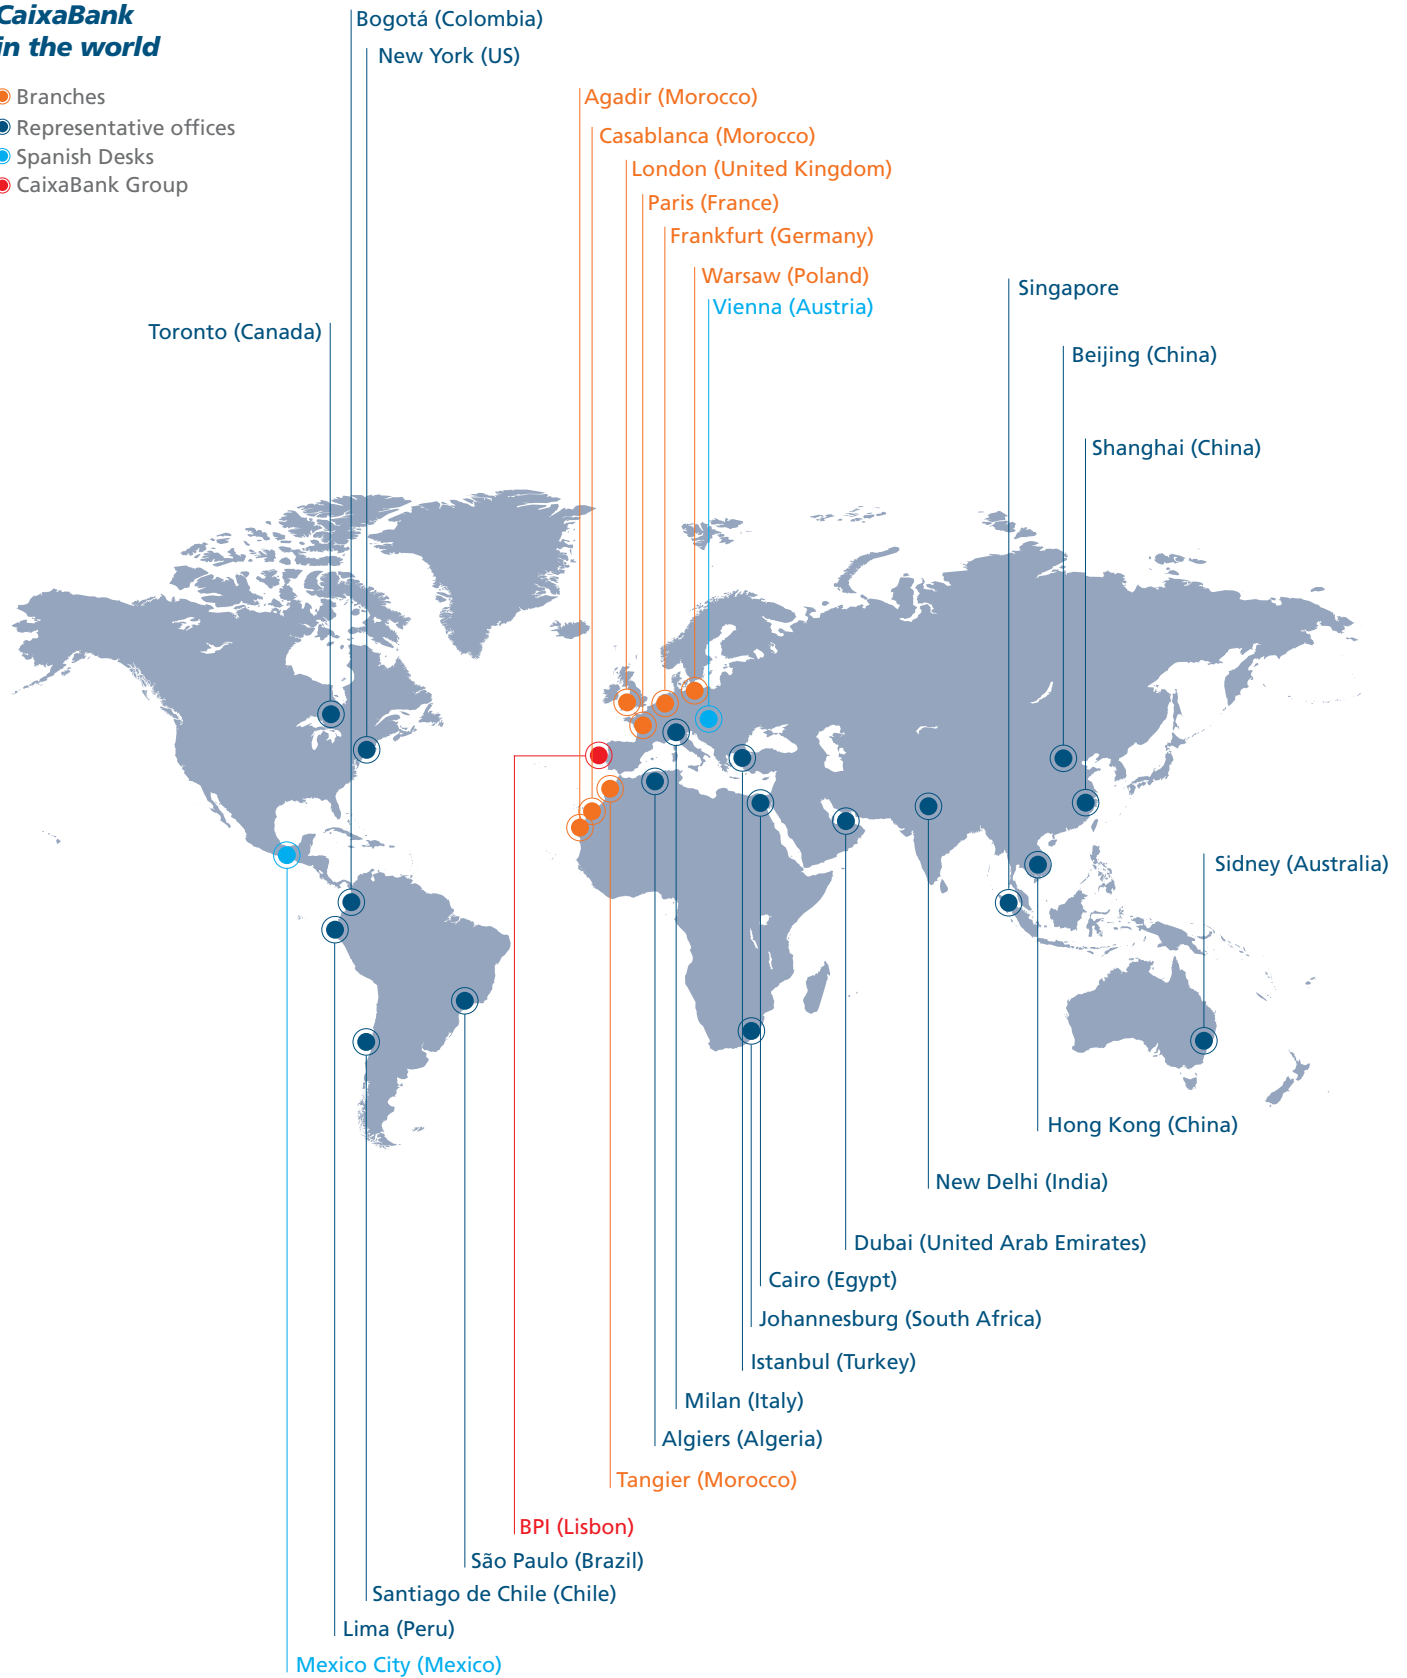 CaixaBank
in the world
Branches
Representative offices
Spanish Desks
CaixaBank Group
Bogotá (Colombia)
New York (US)
Agadir (Morocco)
Casablanca (Morocco)
London (United Kingdom)
Paris (France)
Frankfurt (Germany)
Warsaw (Poland)
Vienna (Austria)
Singapore
Toronto (Canada)
Beijing (China)
Shanghai (China)
Sidney (Australia)
Hong Kong (China)
New Delhi (India)
Dubai (United Arab Emirates)
Cairo (Egypt)
Johannesburg (South Africa)
Istanbul (Turkey)
Milan (Italy)
Algiers (Algeria)
Tangier (Morocco)
BPI (Lisbon)
São Paulo (Brazil)
Santiago de Chile (Chile)
Lima (Peru)
Mexico City (Mexico)